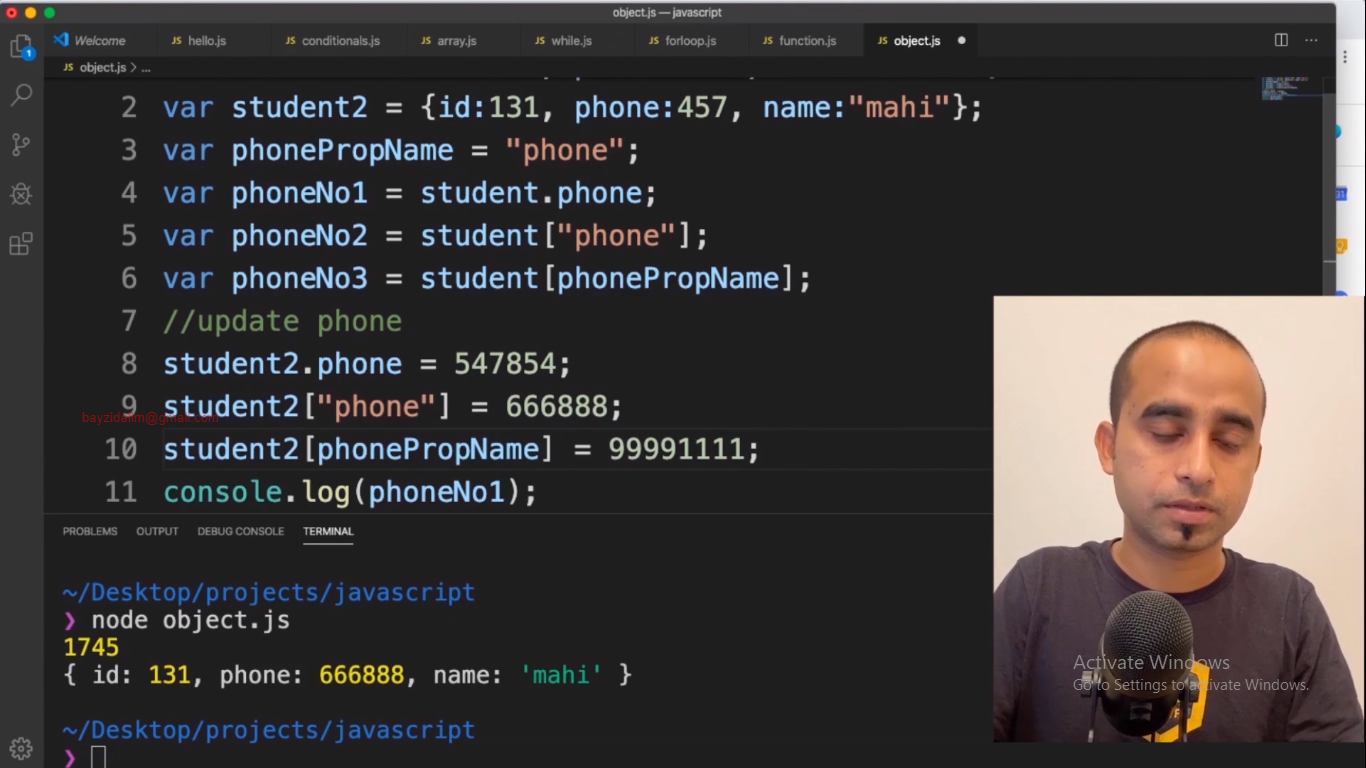 object.js — javascript
Welcome
JS hello.js
JS conditionals.js
JS array.js
JS while.js
JS forloop.js
JS function.js
JS object.js
JS object.js > ...
2 var student2 = {id:131, phone:457, name:"mahi"};
3 var phonePropName = "phone";
4 var phoneNo1 = student.phone;
5 var phoneNo2 = student["phone"];
6 var phoneNo3 = student[phonePropName];
7 //update phone
8 student2.phone = 547854;
9 student2["phone"] = 666888;
bayzidalim@gmail.com
10 student2[phonePropName] = 99991111;
11 console.log(phoneNo1);
PROBLEMS OUTPUT DEBUG CONSOLE TERMINAL
~/Desktop/projects/javascript
❯ node object.js
1745
{ id: 131, phone: 666888, name: 'mahi' }
~/Desktop/projects/javascript
❯
Activate Windows
Go to Settings to activate Windows.